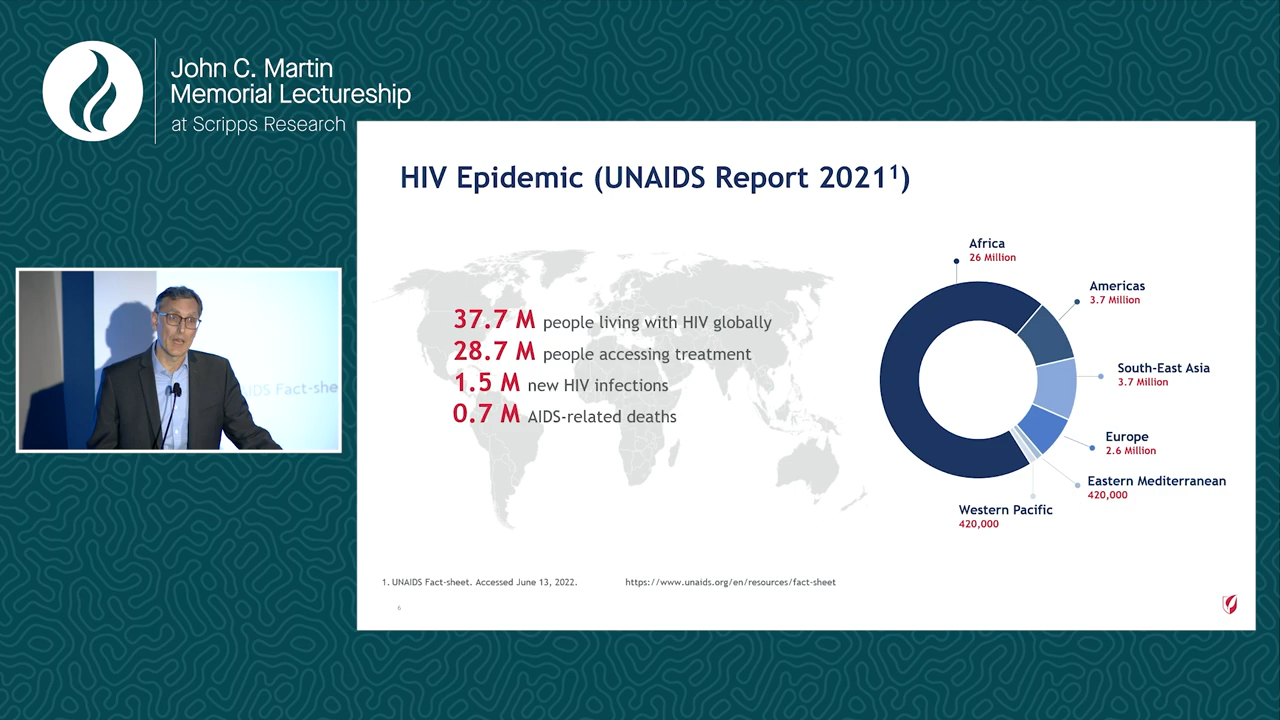 John C. Martin
Memorial Lectureship
at Scripps Research
HIV Epidemic (UNAIDS Report 2021¹)
37.7 M people living with HIV globally
28.7 M people accessing treatment
1.5 M new HIV infections
0.7 M AIDS-related deaths
Africa
26 Million
Americas
3.7 Million
South-East Asia
3.7 Million
Europe
2.6 Million
Eastern Mediterranean
420,000
Western Pacific
420,000
1. UNAIDS Fact-sheet. Accessed June 13, 2022. https://www.unaids.org/en/resources/fact-sheet
6
AIDS Fact-she